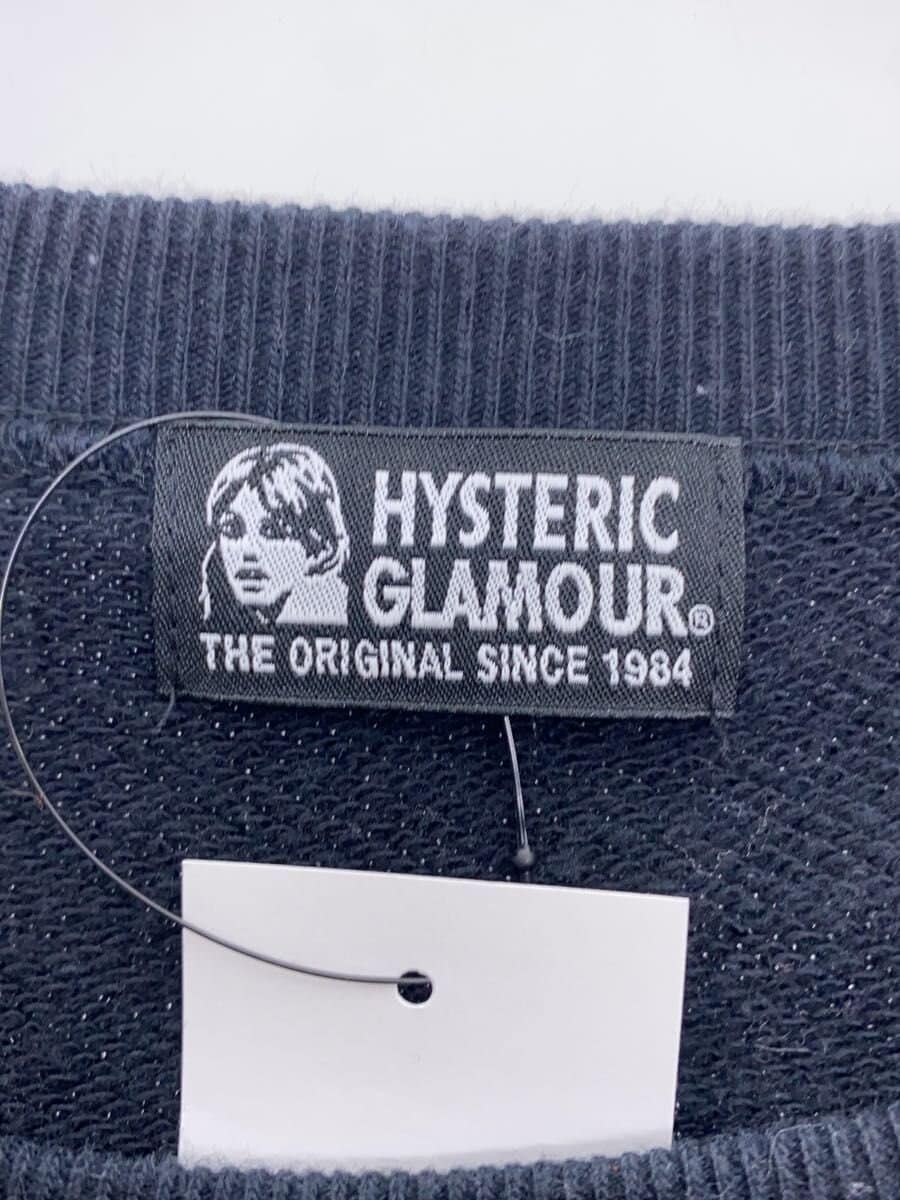 HYSTERIC
GLAMOUR®
THE ORIGINAL SINCE 1984